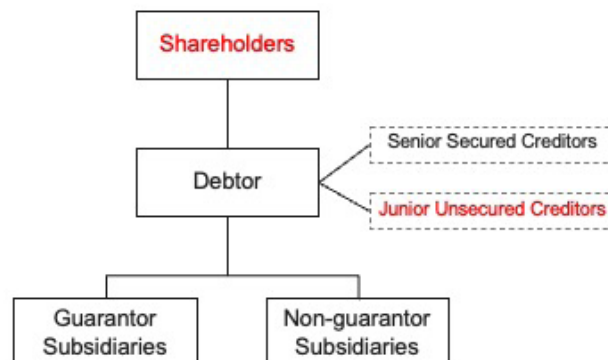 Shareholders
Debtor
Senior Secured Creditors
Junior Unsecured Creditors
Guarantor
Subsidiaries
Non-guarantor
Subsidiaries